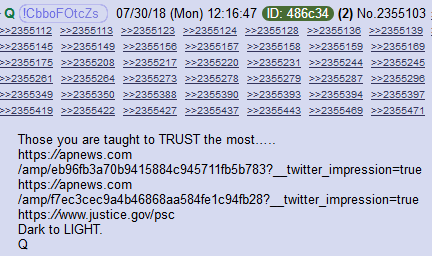 Q !CbboFOtcZs 07/30/18 (Mon) 12:16:47 ID: 486c34 (2) No.2355103
>>2355112 >>2355113 >>2355123 >>2355124 >>2355128 >>2355136 >>2355139
>>2355145 >>2355149 >>2355156 >>2355157 >>2355158 >>2355159 >>2355169
>>2355175 >>2355208 >>2355217 >>2355220 >>2355231 >>2355244 >>2355245
>>2355261 >>2355264 >>2355273 >>2355278 >>2355279 >>2355287 >>2355296
>>2355349 >>2355350 >>2355388 >>2355390 >>2355393 >>2355394 >>2355397
>>2355419 >>2355422 >>2355427 >>2355437 >>2355443 >>2355469 >>2355471
Those you are taught to TRUST the most…..
https://apnews.com
/amp/eb96fb3a70b9415884c945711fb5b783?__twitter_impression=true
https://apnews.com
/amp/f7ec3cec9a4b46868aa584fe1c94fb28?__twitter_impression=true
https://www.justice.gov/psc
Dark to LIGHT.
Q